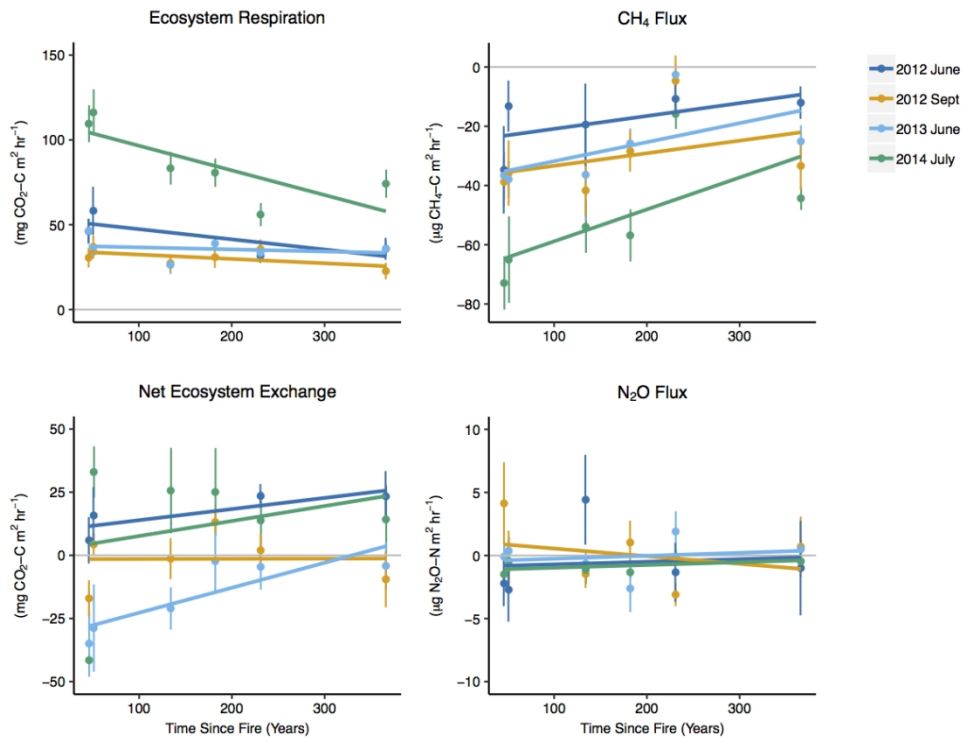 Ecosystem Respiration
(mg CO₂–C m² hr⁻¹)
150
100
50
0
100 200 300
CH₄ Flux
(µg CH₄–C m² hr⁻¹)
0
−20
−40
−60
−80
100 200 300
2012 June
2012 Sept
2013 June
2014 July
Net Ecosystem Exchange
(mg CO₂–C m² hr⁻¹)
50
25
0
−25
−50
100 200 300
Time Since Fire (Years)
N₂O Flux
(µg N₂O–N m² hr⁻¹)
10
5
0
−5
−10
100 200 300
Time Since Fire (Years)